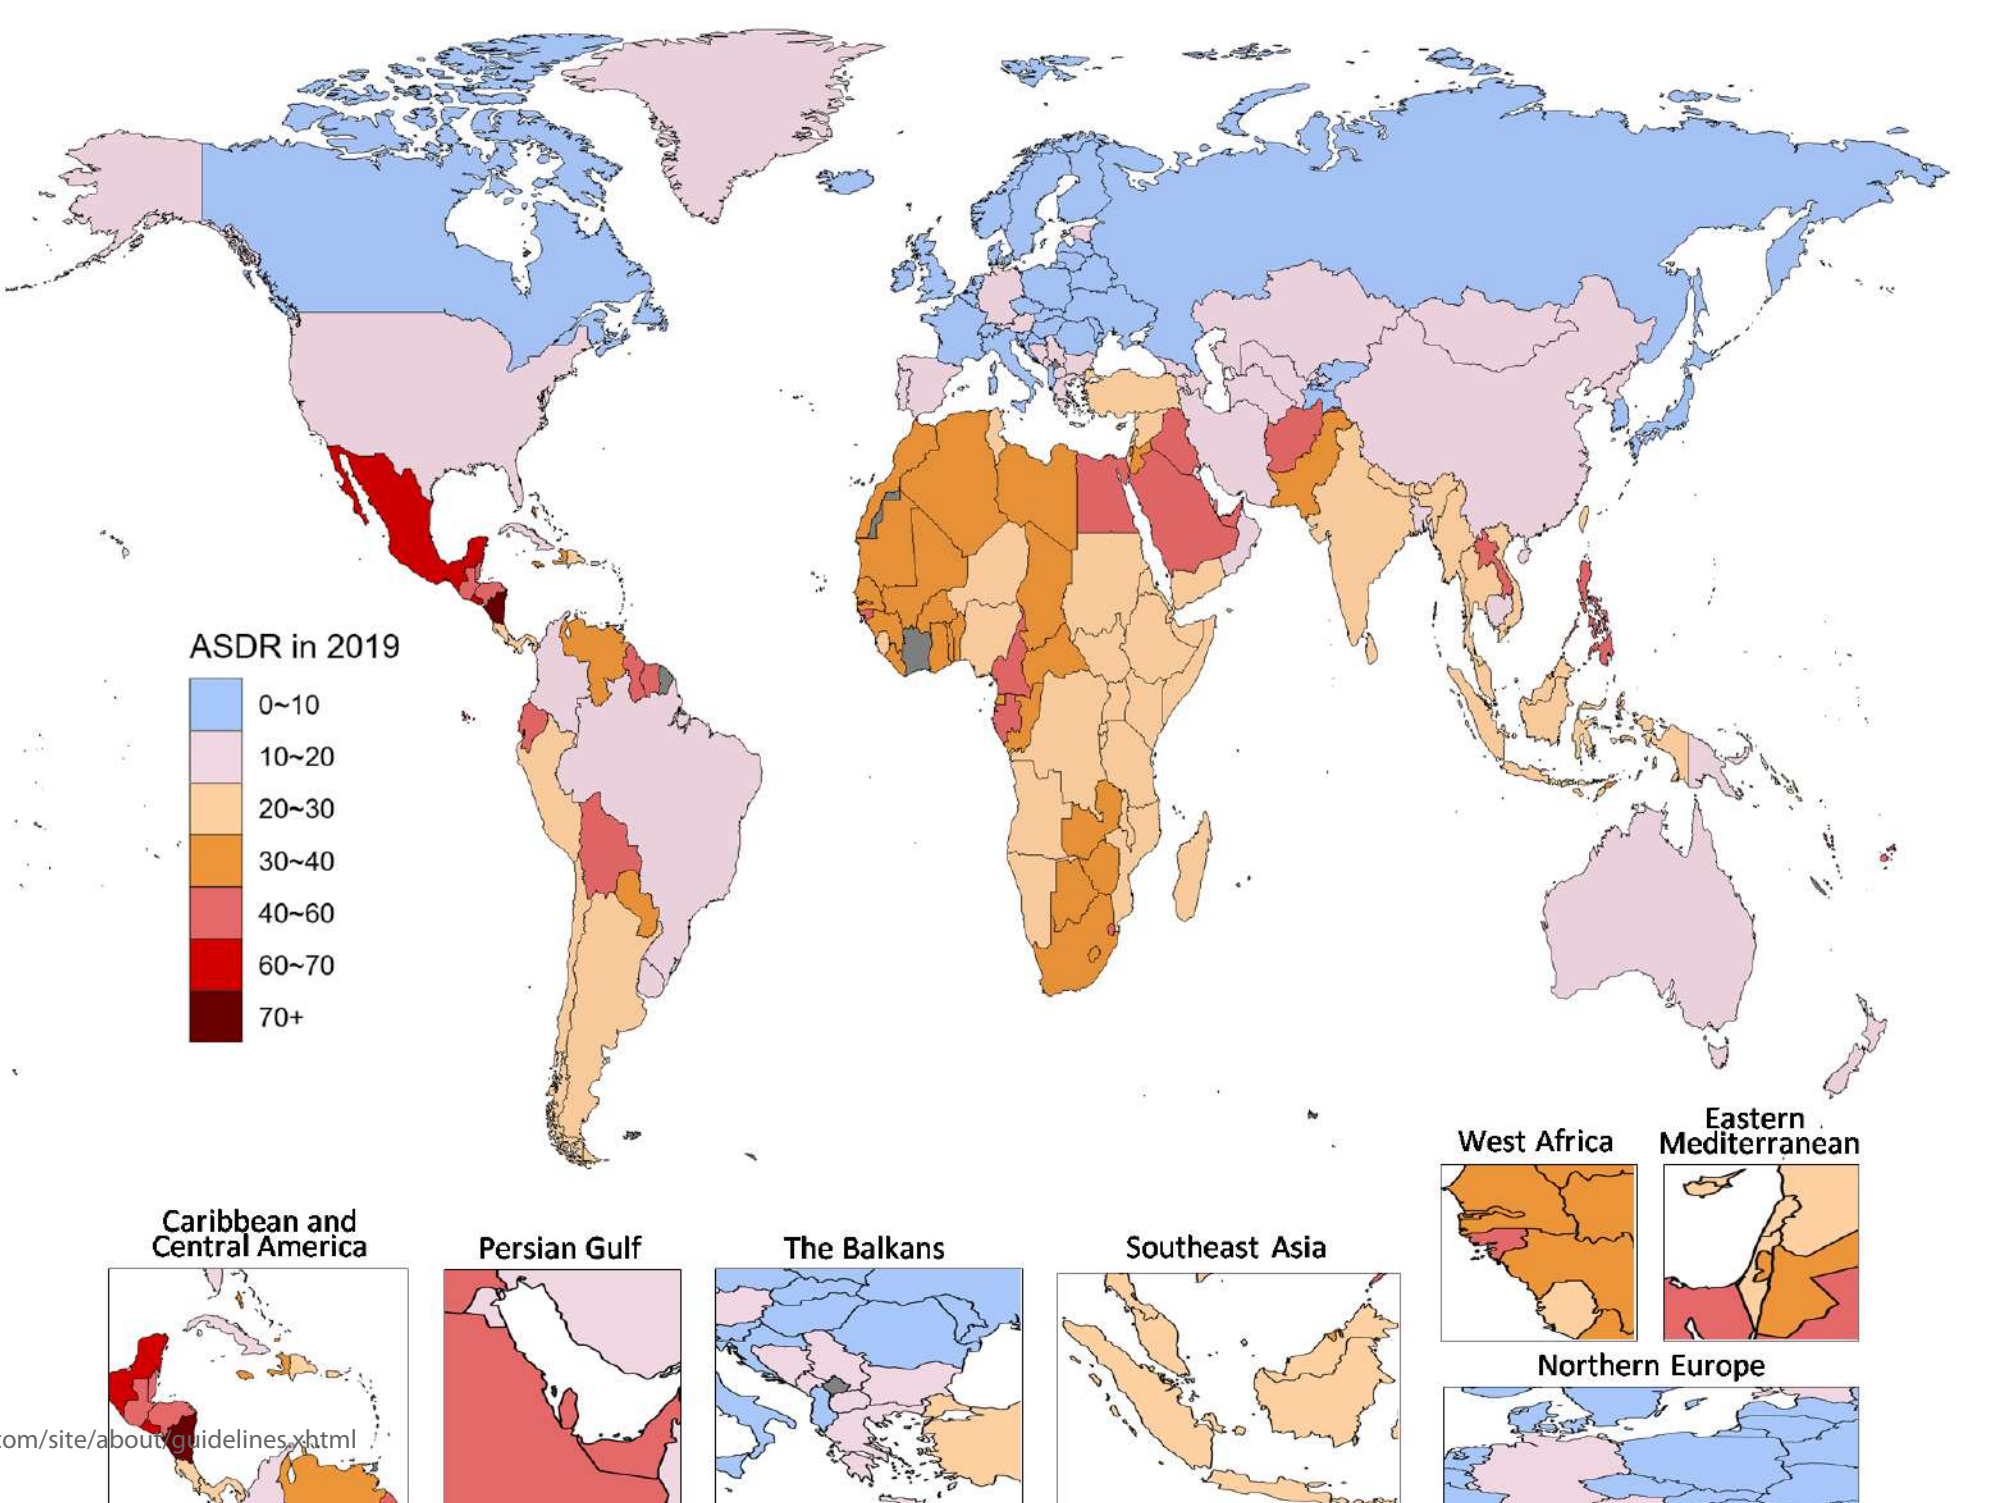 ASDR in 2019
0~10
10~20
20~30
30~40
40~60
60~70
70+
West Africa
Eastern
Mediterranean
Caribbean and
Central America
Persian Gulf
The Balkans
Southeast Asia
Northern Europe
com/site/about/guidelines.xhtml